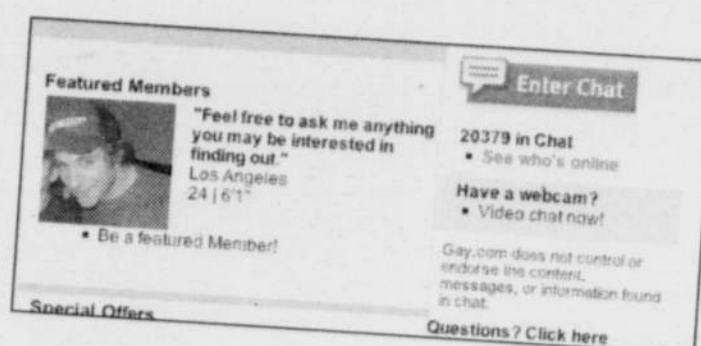 Featured Members
"Feel free to ask me anything
you may be interested in
finding out."
Los Angeles
24 | 6'1"
▪ Be a featured Member!
Special Offers
Enter Chat
20379 in Chat
▪ See who's online
Have a webcam?
▪ Video chat now!
Gay.com does not control or
endorse the content,
messages, or information found
in chat.
Questions? Click here